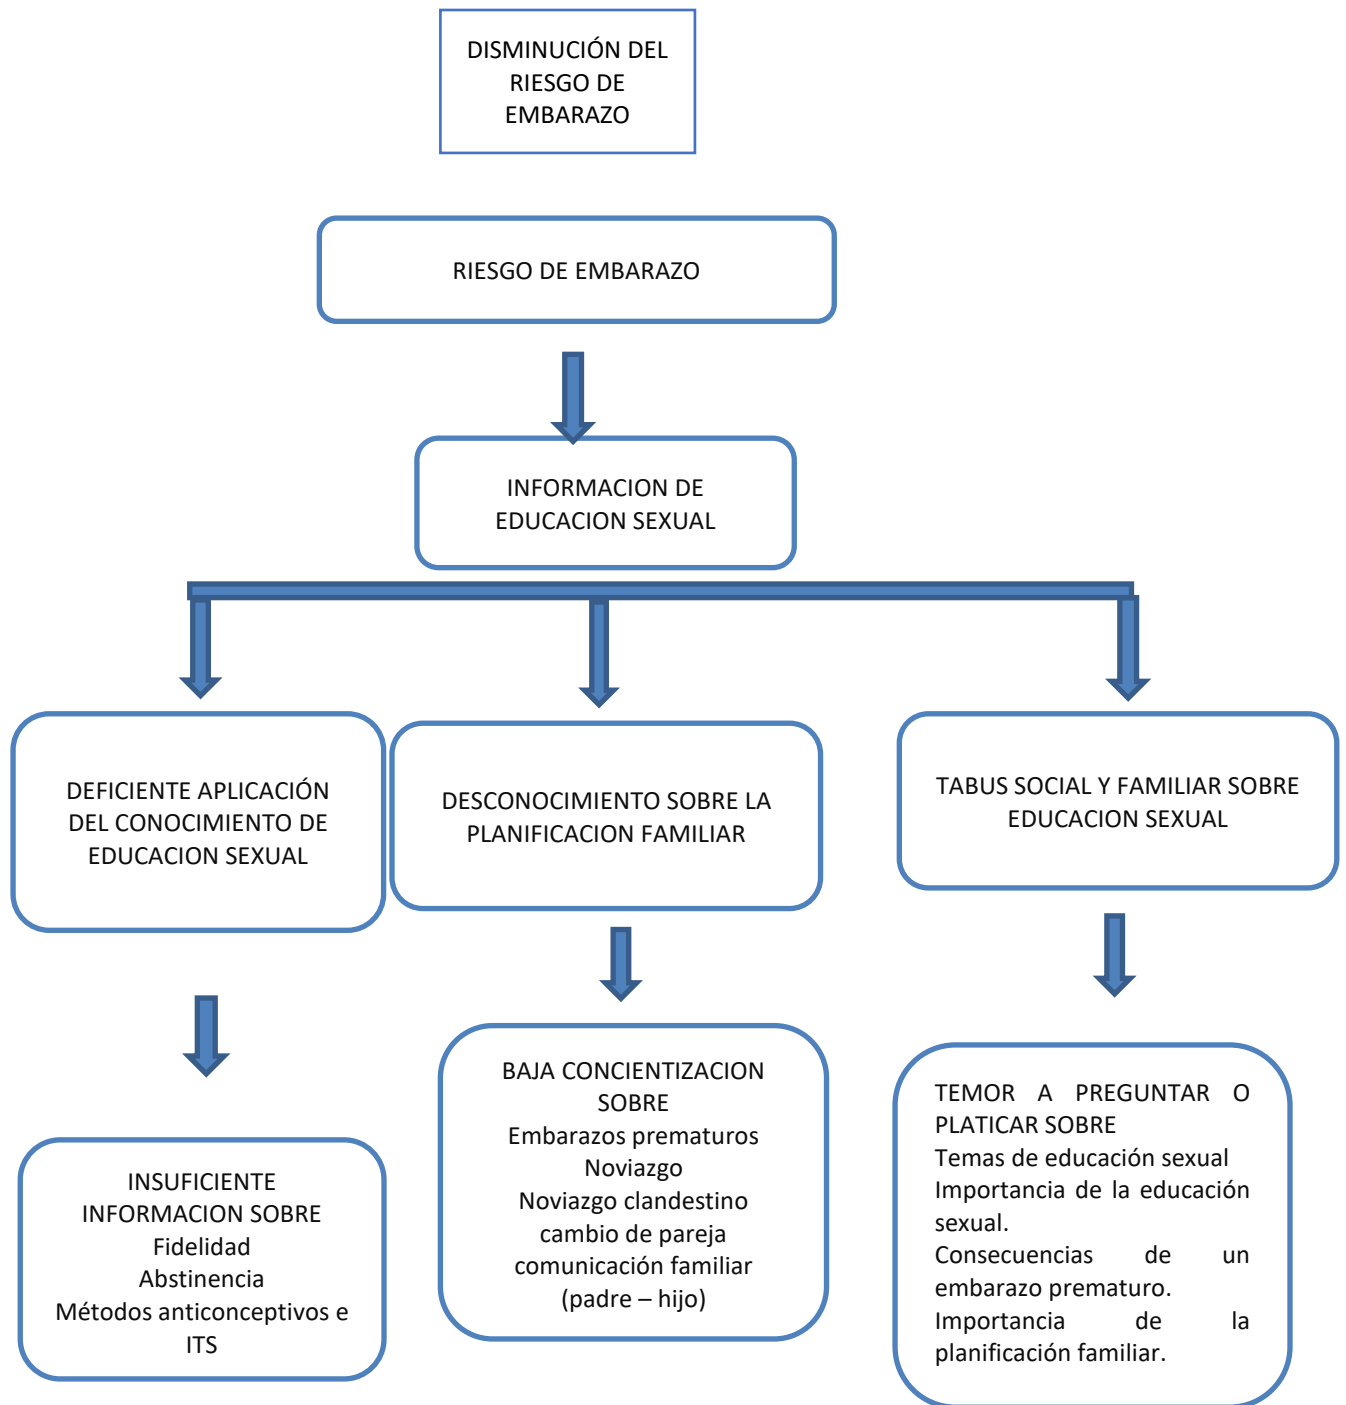 DISMINUCIÓN DEL
RIESGO DE
EMBARAZO
RIESGO DE EMBARAZO
INFORMACION DE
EDUCACION SEXUAL
DEFICIENTE APLICACIÓN
DEL CONOCIMIENTO DE
EDUCACION SEXUAL
DESCONOCIMIENTO SOBRE LA
PLANIFICACION FAMILIAR
TABUS SOCIAL Y FAMILIAR SOBRE
EDUCACION SEXUAL
INSUFICIENTE
INFORMACION SOBRE
Fidelidad
Abstinencia
Métodos anticonceptivos e
ITS
BAJA CONCIENTIZACION
SOBRE
Embarazos prematuros
Noviazgo
Noviazgo clandestino
cambio de pareja
comunicación familiar
(padre – hijo)
TEMOR A PREGUNTAR O
PLATICAR SOBRE
Temas de educación sexual
Importancia de la educación
sexual.
Consecuencias de un
embarazo prematuro.
Importancia de la
planificación familiar.